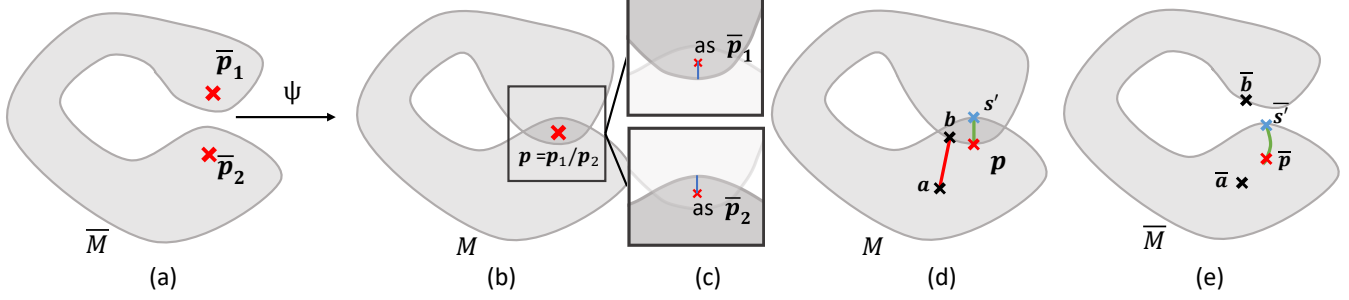 p̅₁
ψ
p̅₂
M̅
(a)
p =p₁/p₂
M
(b)
as p̅₁
as p̅₂
(c)
s′
b
p
a
M
(d)
b̅
s̅′
p̅
a̅
M̅
(e)